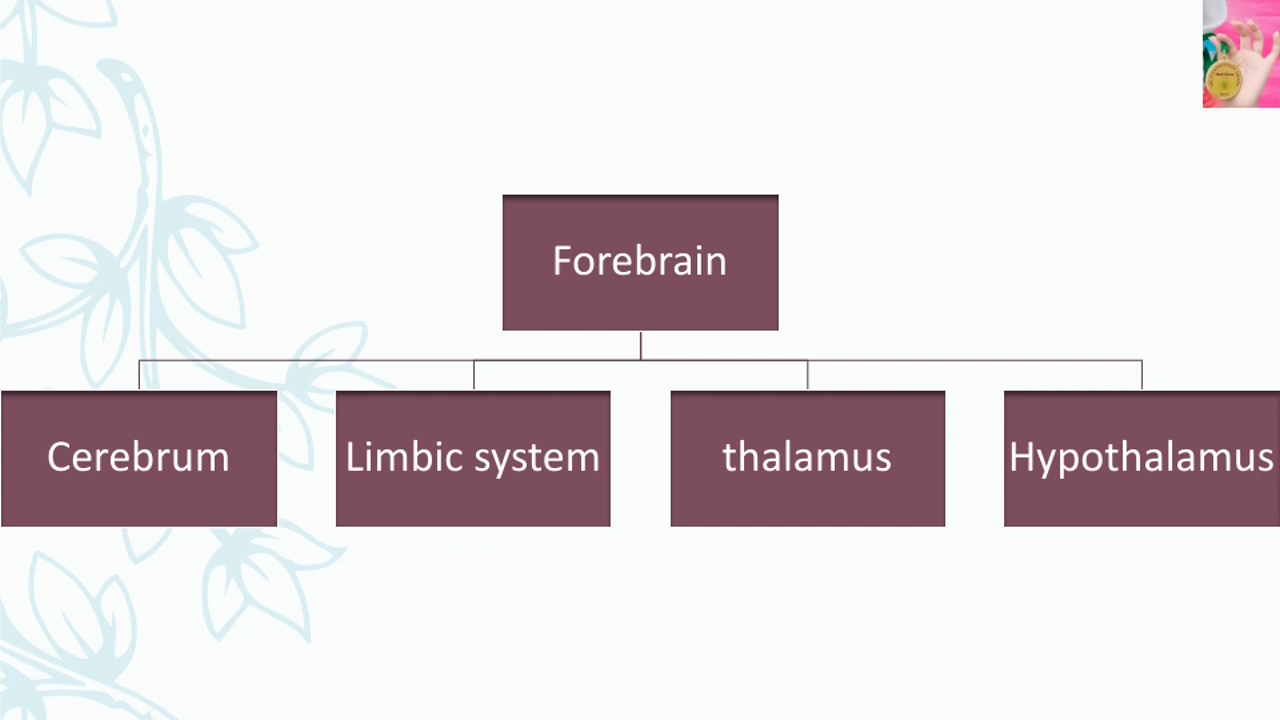 Forebrain
Cerebrum
Limbic system
thalamus
Hypothalamus